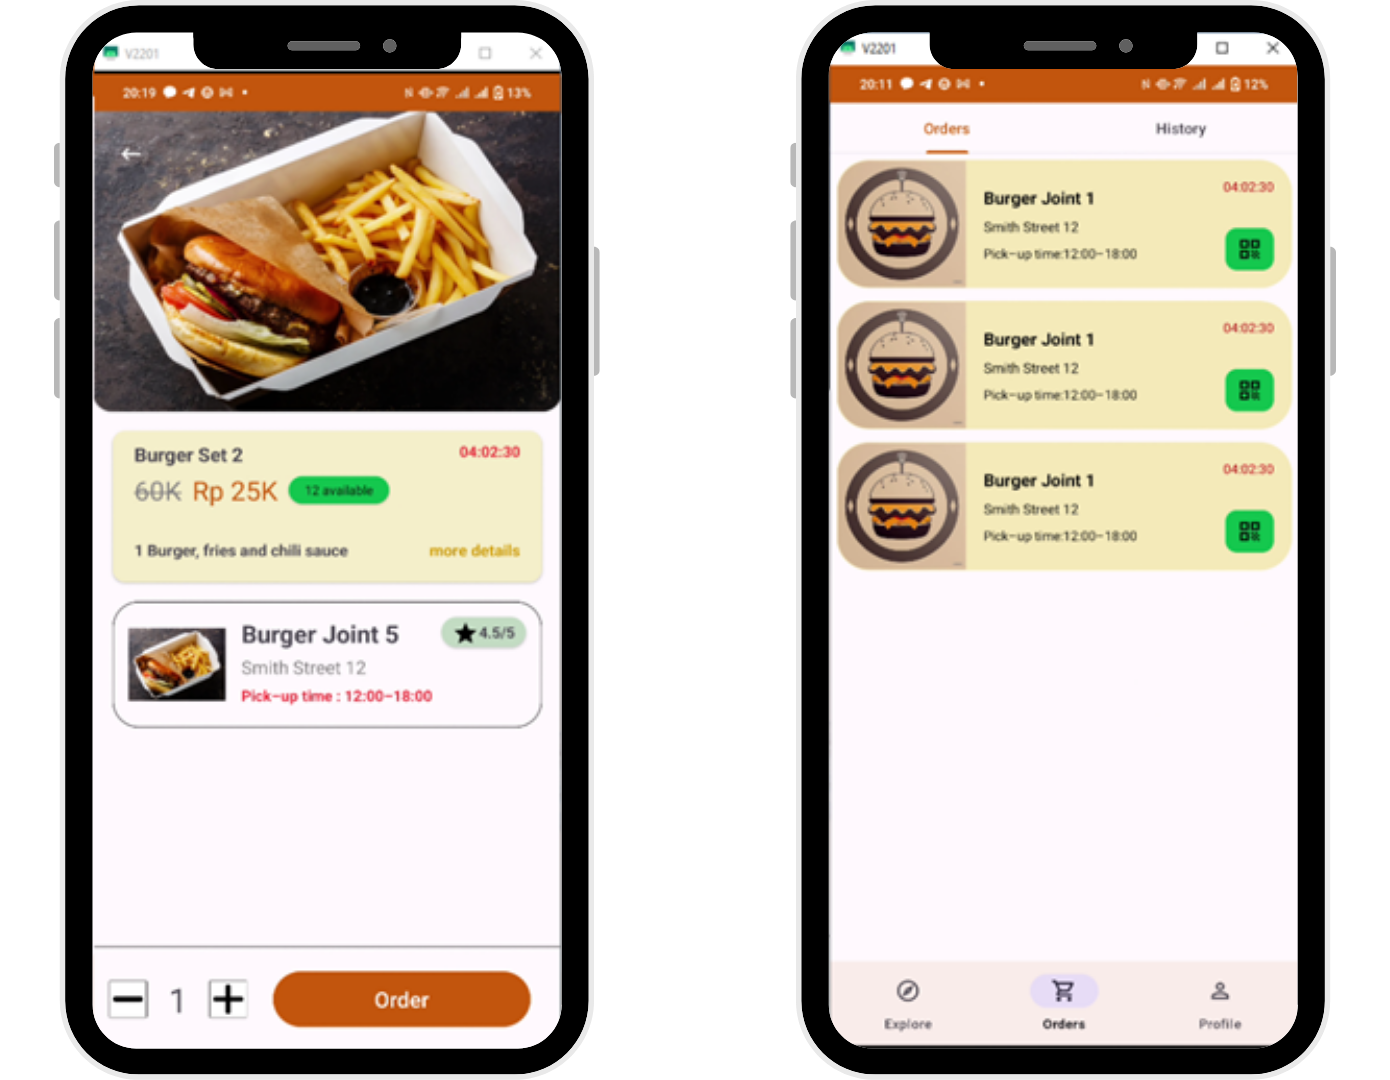 V2201
20:19
13%
Burger Set 2
04:02:30
60K Rp 25K 12 available
1 Burger, fries and chili sauce
more details
Burger Joint 5
4.5/5
Smith Street 12
Pick-up time : 12:00-18:00
1
Order
V2201
20:11
12%
Orders
History
Burger Joint 1
04:02:30
Smith Street 12
Pick-up time:12:00-18:00
Burger Joint 1
04:02:30
Smith Street 12
Pick-up time:12:00-18:00
Burger Joint 1
04:02:30
Smith Street 12
Pick-up time:12:00-18:00
Explore
Orders
Profile